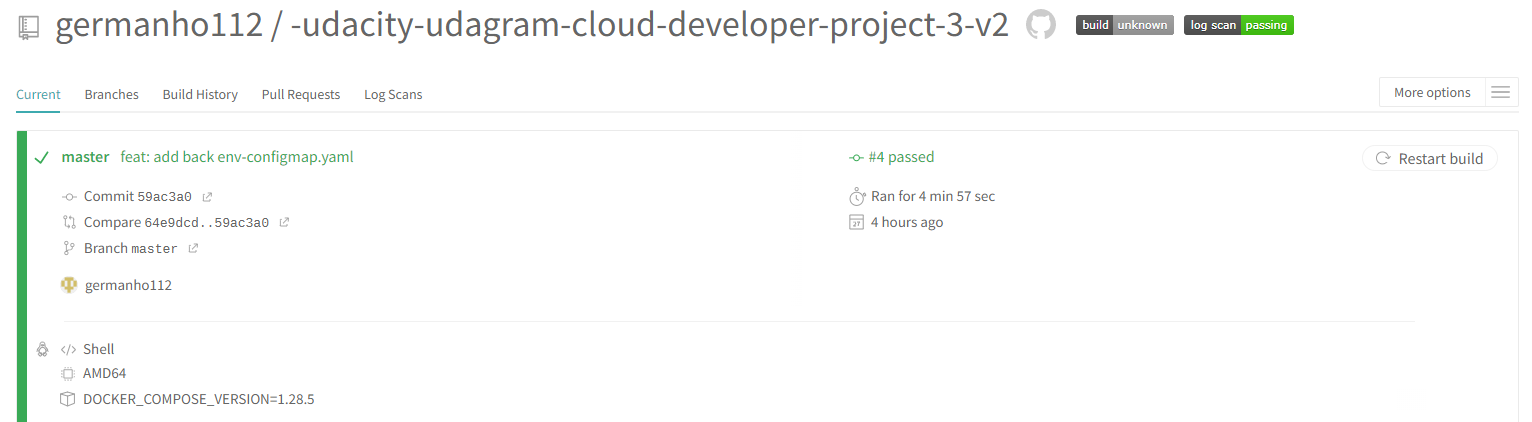 germanho112 / -udacity-udagram-cloud-developer-project-3-v2 build unknown log scan passing
Current Branches Build History Pull Requests Log Scans More options
master feat: add back env-configmap.yaml #4 passed Restart build
Commit 59ac3a0 Ran for 4 min 57 sec
Compare 64e9dcd..59ac3a0 27 4 hours ago
Branch master
germanho112
</> Shell
AMD64
DOCKER_COMPOSE_VERSION=1.28.5